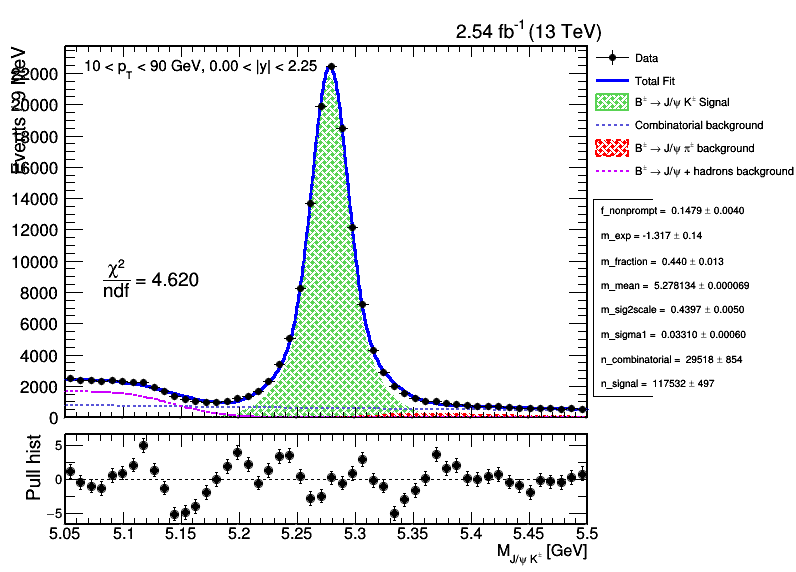 2.54 fb⁻¹ (13 TeV)
10 < p_T < 90 GeV, 0.00 < |y| < 2.25
χ²/ndf = 4.620
22000
20000
18000
16000
14000
12000
10000
8000
6000
4000
2000
0
Data
Total Fit
B± → J/ψ K± Signal
Combinatorial background
B± → J/ψ π± background
B± → J/ψ + hadrons background
f_nonprompt = 0.1479 ± 0.0040
m_exp = -1.317 ± 0.14
m_fraction = 0.440 ± 0.013
m_mean = 5.278134 ± 0.000069
m_sig2scale = 0.4397 ± 0.0050
m_sigma1 = 0.03310 ± 0.00060
n_combinatorial = 29518 ± 854
n_signal = 117532 ± 497
Pull hist
5
0
−5
5.05 5.1 5.15 5.2 5.25 5.3 5.35 5.4 5.45 5.5
M_J/ψ K± [GeV]